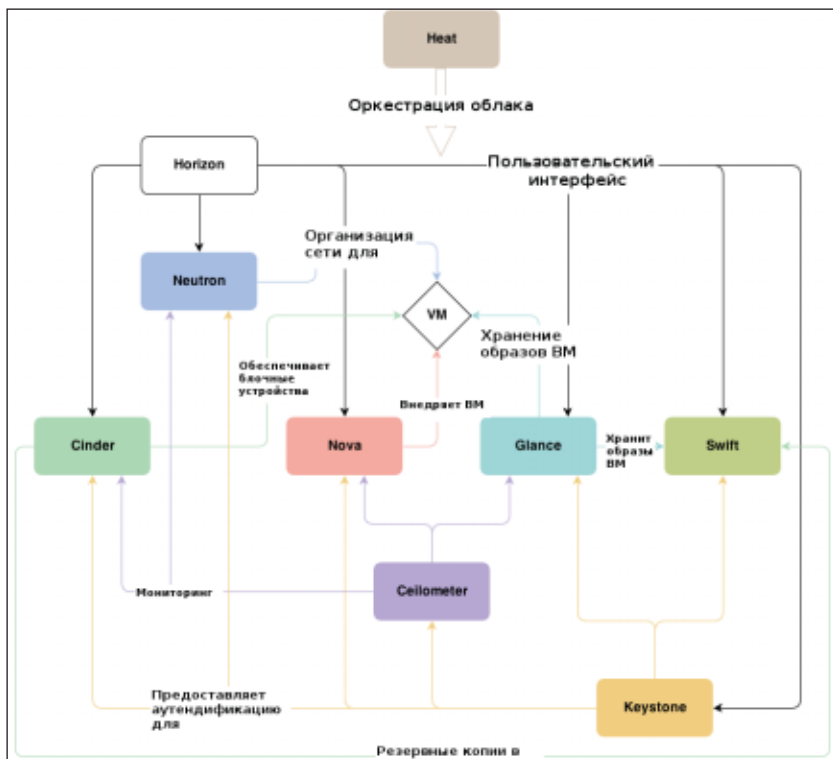 Heat
Оркестрация облака
Horizon
Пользовательский
интерфейс
Организация
сети для
Neutron
VM
Хранение
образов ВМ
Обеспечивает
блочные
устройства
Внедряет ВМ
Cinder
Nova
Glance
Хранит
образы
ВМ
Swift
Мониторинг
Ceilometer
Предоставляет
аутендификацию
для
Keystone
Резервные копии в